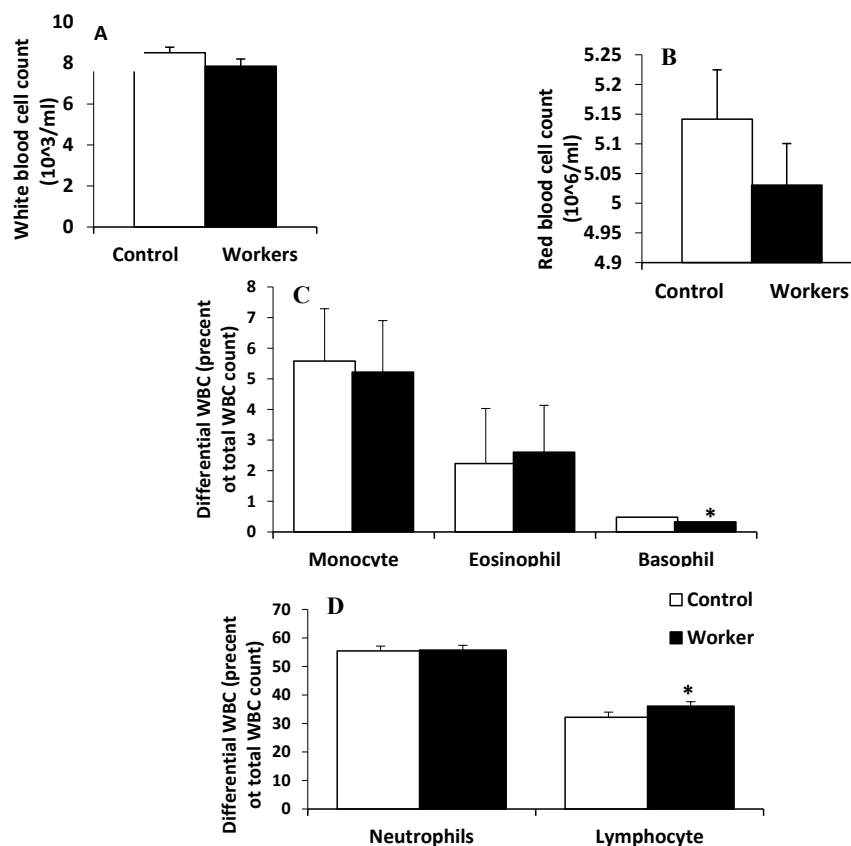 A
White blood cell count
(10^3/ml)
10
8
6
4
2
0
Control Workers
B
Red blood cell count
(10^6/ml)
5.25
5.2
5.15
5.1
5.05
5
4.95
4.9
Control Workers
C
Differential WBC (precent
ot total WBC count)
8
7
6
5
4
3
2
1
0
*
Monocyte Eosinophil Basophil
D
Differential WBC (precent
ot total WBC count)
70
60
50
40
30
20
10
0
Control
Worker
*
Neutrophils Lymphocyte